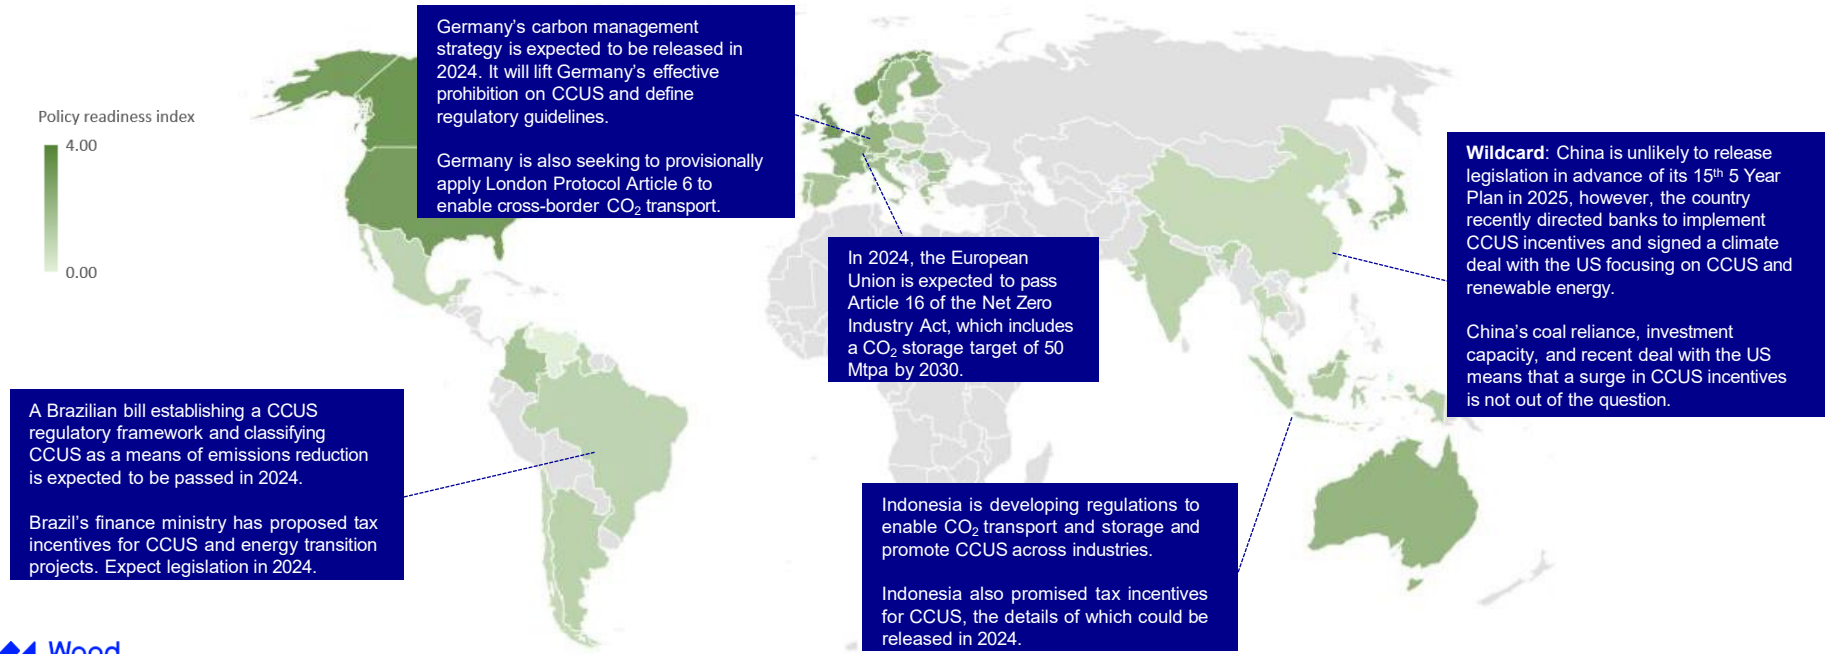 Germany's carbon management
strategy is expected to be released in
2024. It will lift Germany's effective
prohibition on CCUS and define
regulatory guidelines.
Germany is also seeking to provisionally
apply London Protocol Article 6 to
enable cross-border CO₂ transport.
Policy readiness index
4.00
0.00
Wildcard: China is unlikely to release
legislation in advance of its 15th 5 Year
Plan in 2025, however, the country
recently directed banks to implement
CCUS incentives and signed a climate
deal with the US focusing on CCUS and
renewable energy.
China's coal reliance, investment
capacity, and recent deal with the US
means that a surge in CCUS incentives
is not out of the question.
In 2024, the European
Union is expected to pass
Article 16 of the Net Zero
Industry Act, which includes
a CO₂ storage target of 50
Mtpa by 2030.
A Brazilian bill establishing a CCUS
regulatory framework and classifying
CCUS as a means of emissions reduction
is expected to be passed in 2024.
Brazil's finance ministry has proposed tax
incentives for CCUS and energy transition
projects. Expect legislation in 2024.
Indonesia is developing regulations to
enable CO₂ transport and storage and
promote CCUS across industries.
Indonesia also promised tax incentives
for CCUS, the details of which could be
released in 2024.
Wood